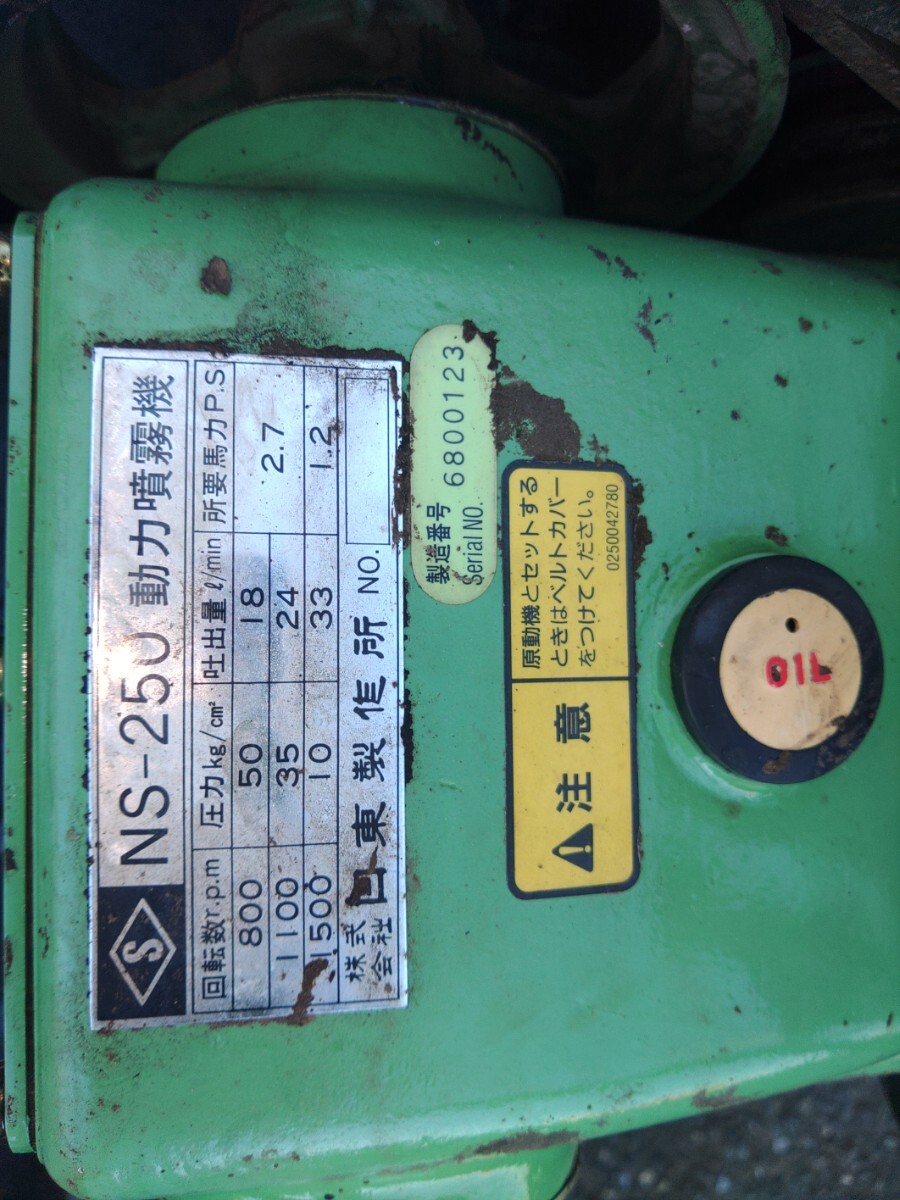 S NS-250 動力噴霧機
回転数r.p.m 圧力kg/cm² 吐出量ℓ/min 所要馬力P.S
800 50 18
1100 35 24 2.7
1500 10 33 1.2
株式会社 日東製作所 NO.
製造番号 6800123
Serial NO.
注意
原動機とセットする
ときはベルトカバー
をつけてください。
0250042780
OIL